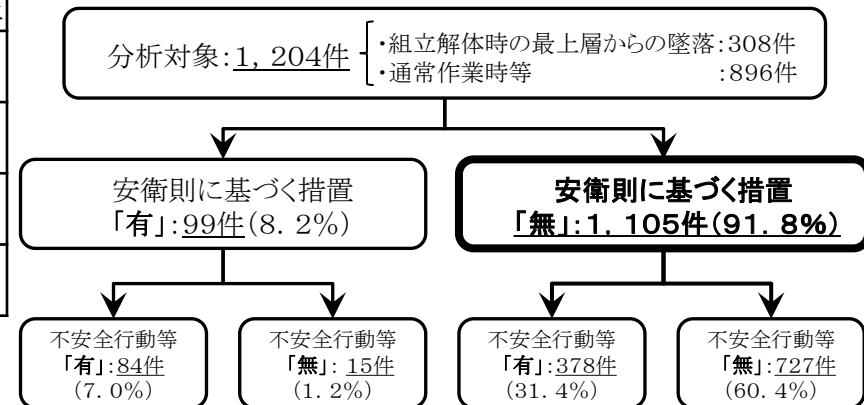 分析対象:1,204件
・組立解体時の最上層からの墜落:308件
・通常作業時等 :896件
安衛則に基づく措置
「有」:99件(8.2%)
安衛則に基づく措置
「無」:1,105件(91.8%)
不安全行動等
「有」:84件
(7.0%)
不安全行動等
「無」: 15件
(1.2%)
不安全行動等
「有」:378件
(31.4%)
不安全行動等
「無」:727件
(60.4%)